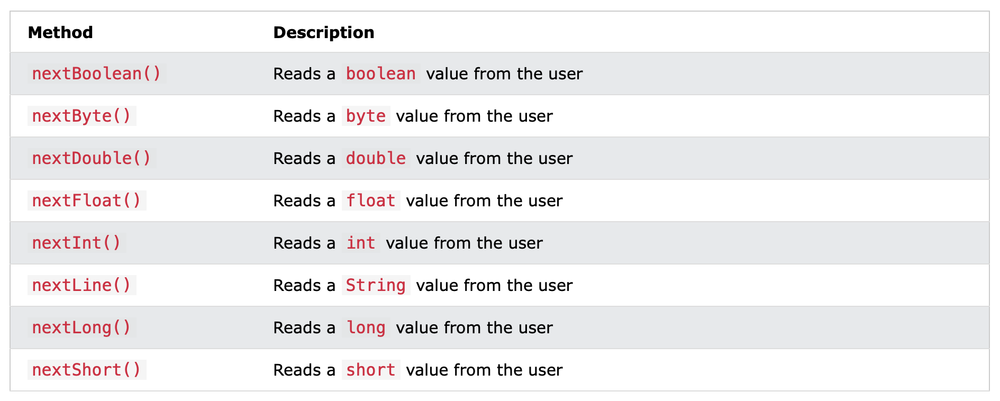 Method Description
nextBoolean() Reads a boolean value from the user
nextByte() Reads a byte value from the user
nextDouble() Reads a double value from the user
nextFloat() Reads a float value from the user
nextInt() Reads a int value from the user
nextLine() Reads a String value from the user
nextLong() Reads a long value from the user
nextShort() Reads a short value from the user